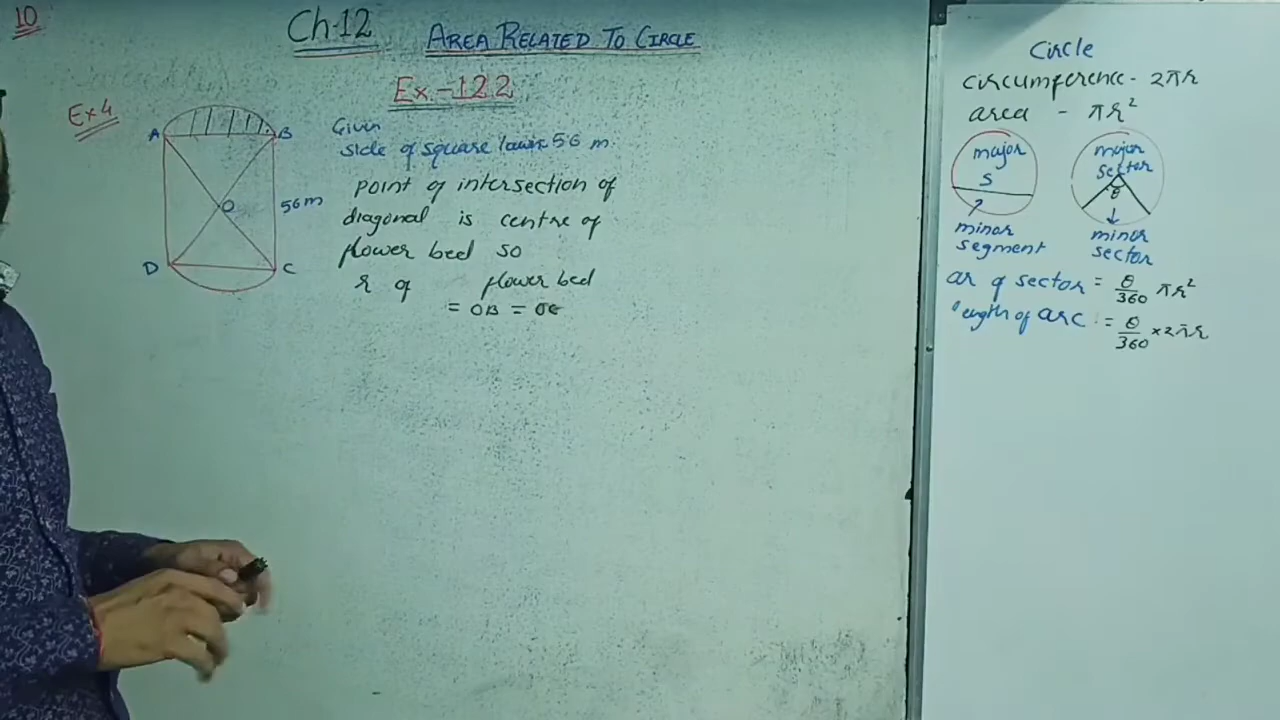 10
Ch-12 AREA RELATED TO CIRCLE
Ex-12.2
Ex 4
A B
O
D C
56 m
Given
side of square lawn 56 m.
point of intersection of
diagonal is centre of
flower bed so
r of flower bed
= OB = OC
Circle
circumference - 2πr
area - πr²
major
S
minor
segment
major
sector
θ
minor
sector
ar of sector = θ/360 πr²
length of arc = θ/360 × 2πr